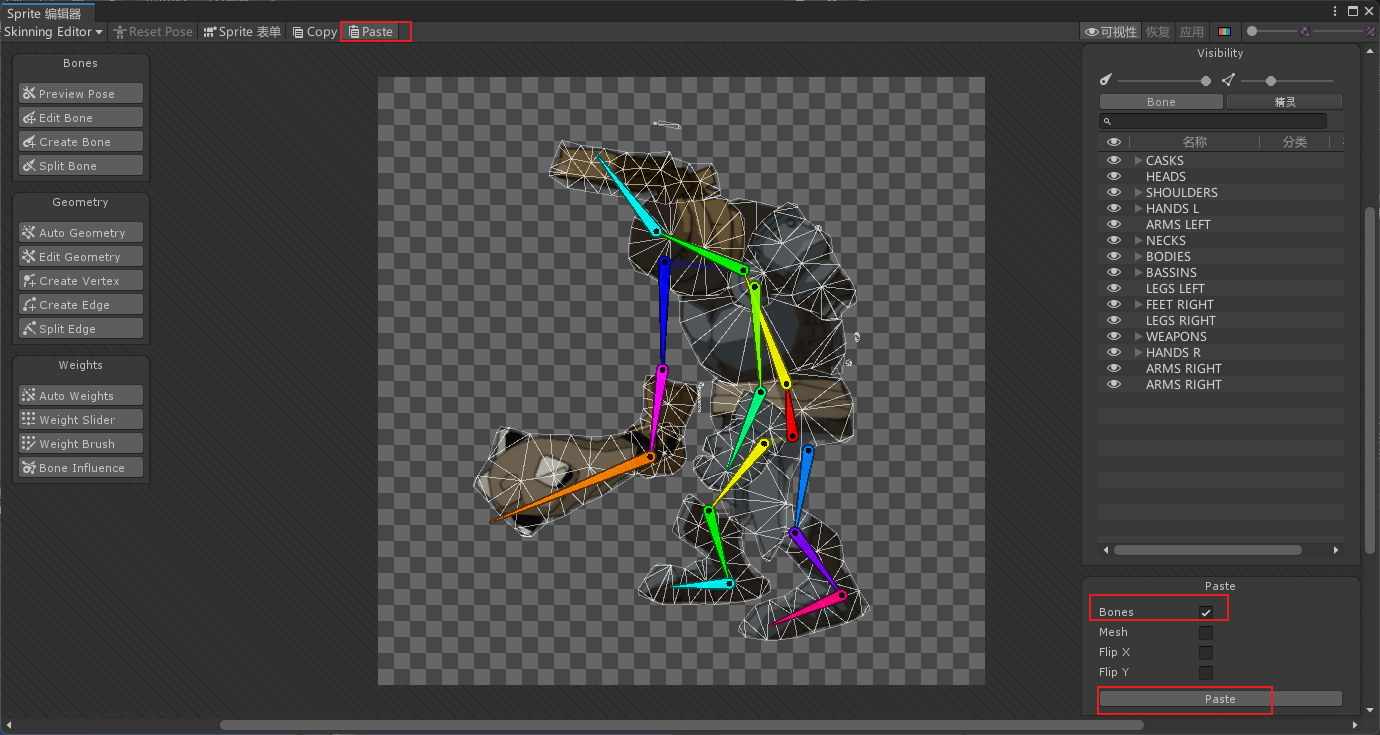 Sprite 编辑器
Skinning Editor
Reset Pose
Sprite 表单
Copy
Paste
可视性
恢复
应用
Bones
Preview Pose
Edit Bone
Create Bone
Split Bone
Geometry
Auto Geometry
Edit Geometry
Create Vertex
Create Edge
Split Edge
Weights
Auto Weights
Weight Slider
Weight Brush
Bone Influence
Visibility
Bone
精灵
名称
分类
CASKS
HEADS
SHOULDERS
HANDS L
ARMS LEFT
NECKS
BODIES
BASSINS
LEGS LEFT
FEET RIGHT
LEGS RIGHT
WEAPONS
HANDS R
ARMS RIGHT
ARMS RIGHT
Paste
Bones
Mesh
Flip X
Flip Y
Paste